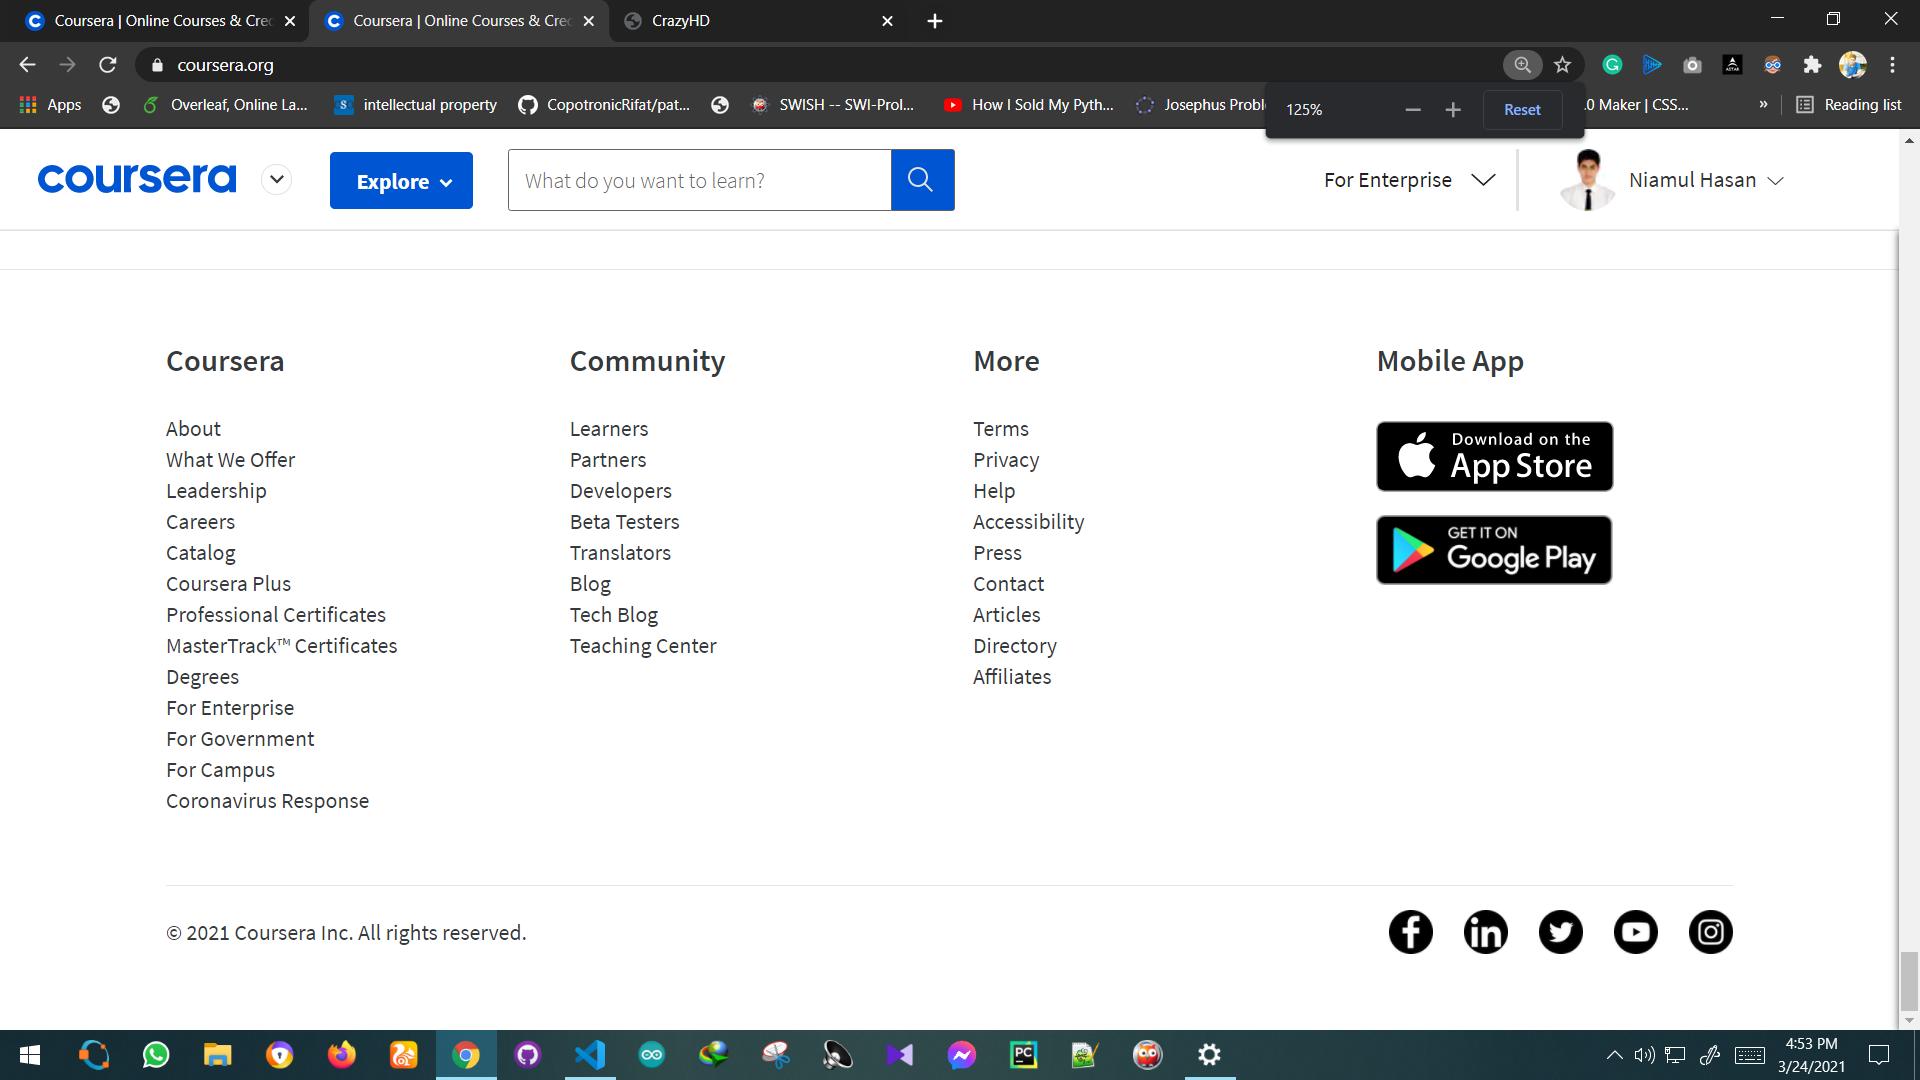 Coursera | Online Courses & Cre
Coursera | Online Courses & Cre
CrazyHD
coursera.org
Apps
Overleaf, Online La...
intellectual property
CopotronicRifat/pat...
SWISH -- SWI-Prol...
How I Sold My Pyth...
Josephus Probl
.0 Maker | CSS...
»
Reading list
125%
Reset
coursera
Explore
What do you want to learn?
For Enterprise
Niamul Hasan
Coursera
About
What We Offer
Leadership
Careers
Catalog
Coursera Plus
Professional Certificates
MasterTrack™ Certificates
Degrees
For Enterprise
For Government
For Campus
Coronavirus Response
Community
Learners
Partners
Developers
Beta Testers
Translators
Blog
Tech Blog
Teaching Center
More
Terms
Privacy
Help
Accessibility
Press
Contact
Articles
Directory
Affiliates
Mobile App
Download on the
App Store
GET IT ON
Google Play
© 2021 Coursera Inc. All rights reserved.
4:53 PM
3/24/2021